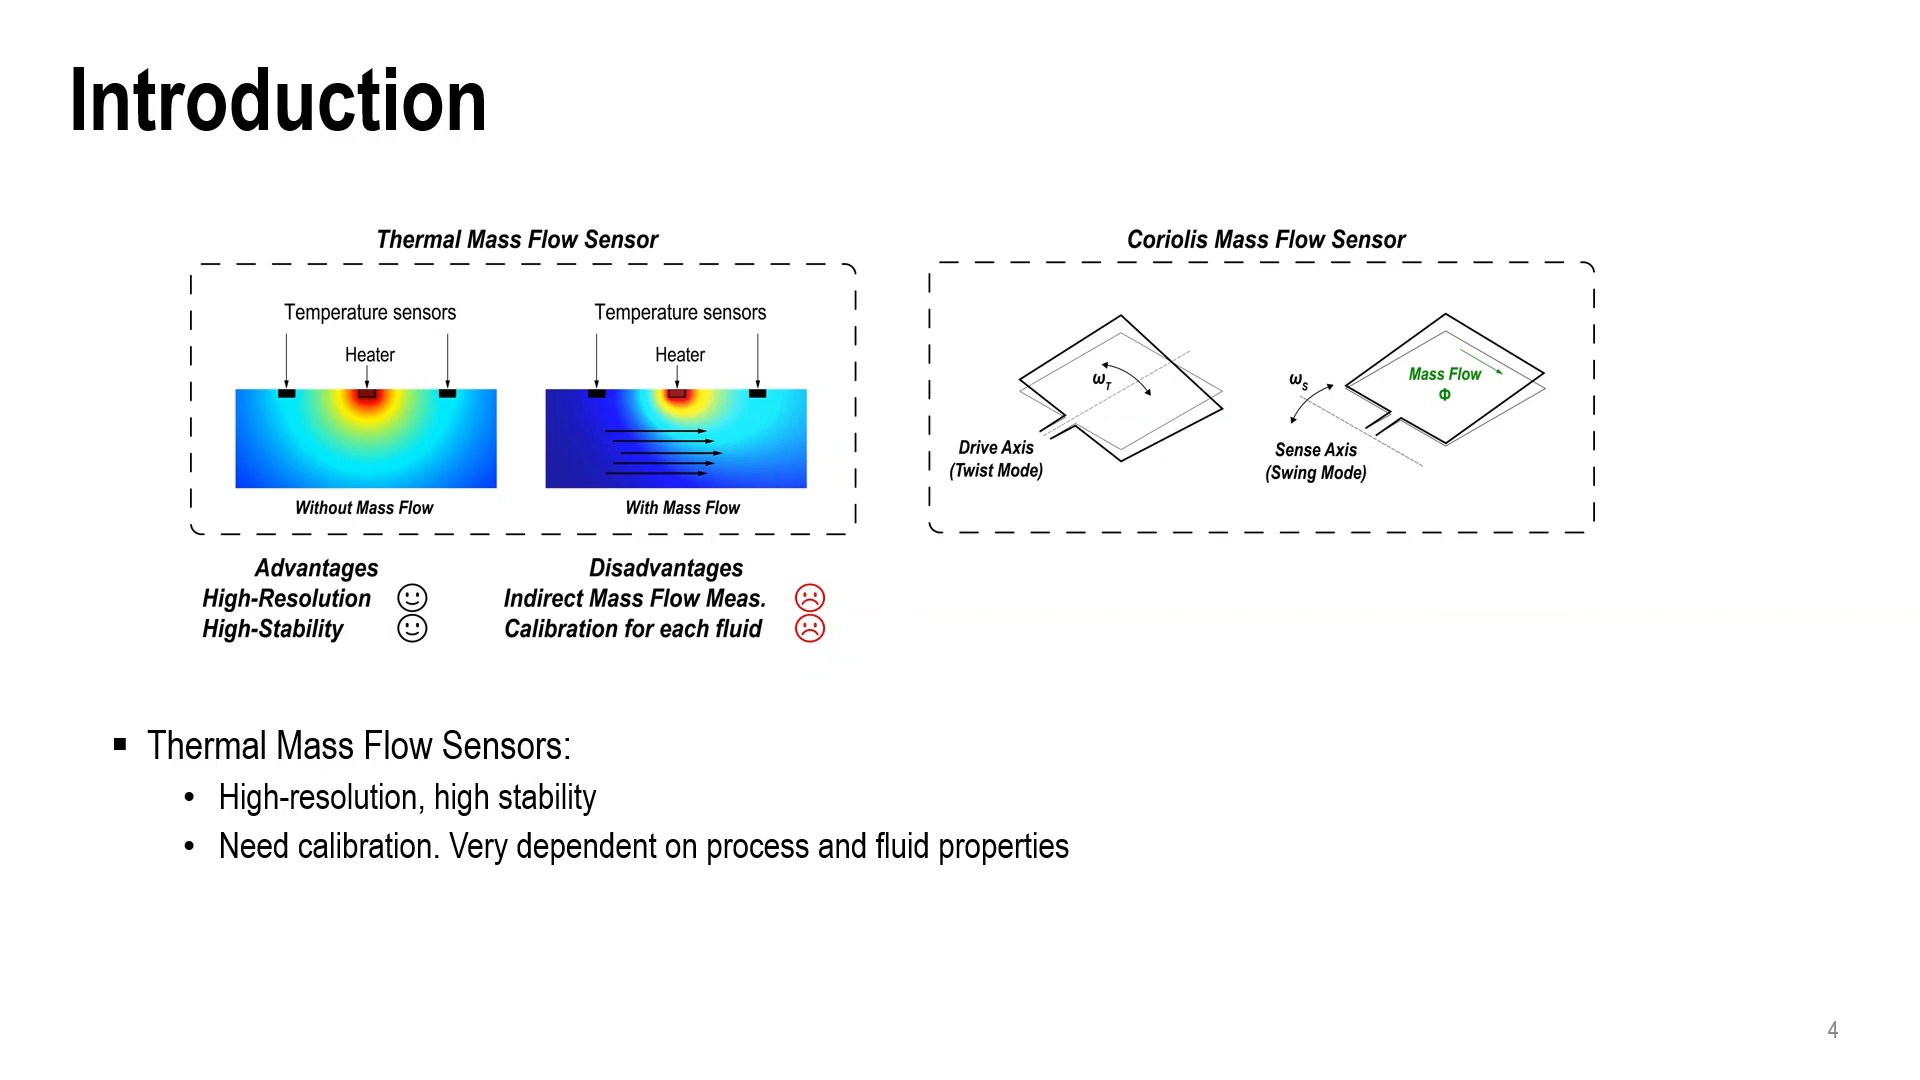 Introduction
Thermal Mass Flow Sensor
Temperature sensors
Heater
Without Mass Flow
Temperature sensors
Heater
With Mass Flow
Advantages
High-Resolution
High-Stability
Disadvantages
Indirect Mass Flow Meas.
Calibration for each fluid
Coriolis Mass Flow Sensor
ωT
Drive Axis
(Twist Mode)
ωS
Mass Flow
Φ
Sense Axis
(Swing Mode)
▪ Thermal Mass Flow Sensors:
• High-resolution, high stability
• Need calibration. Very dependent on process and fluid properties
4